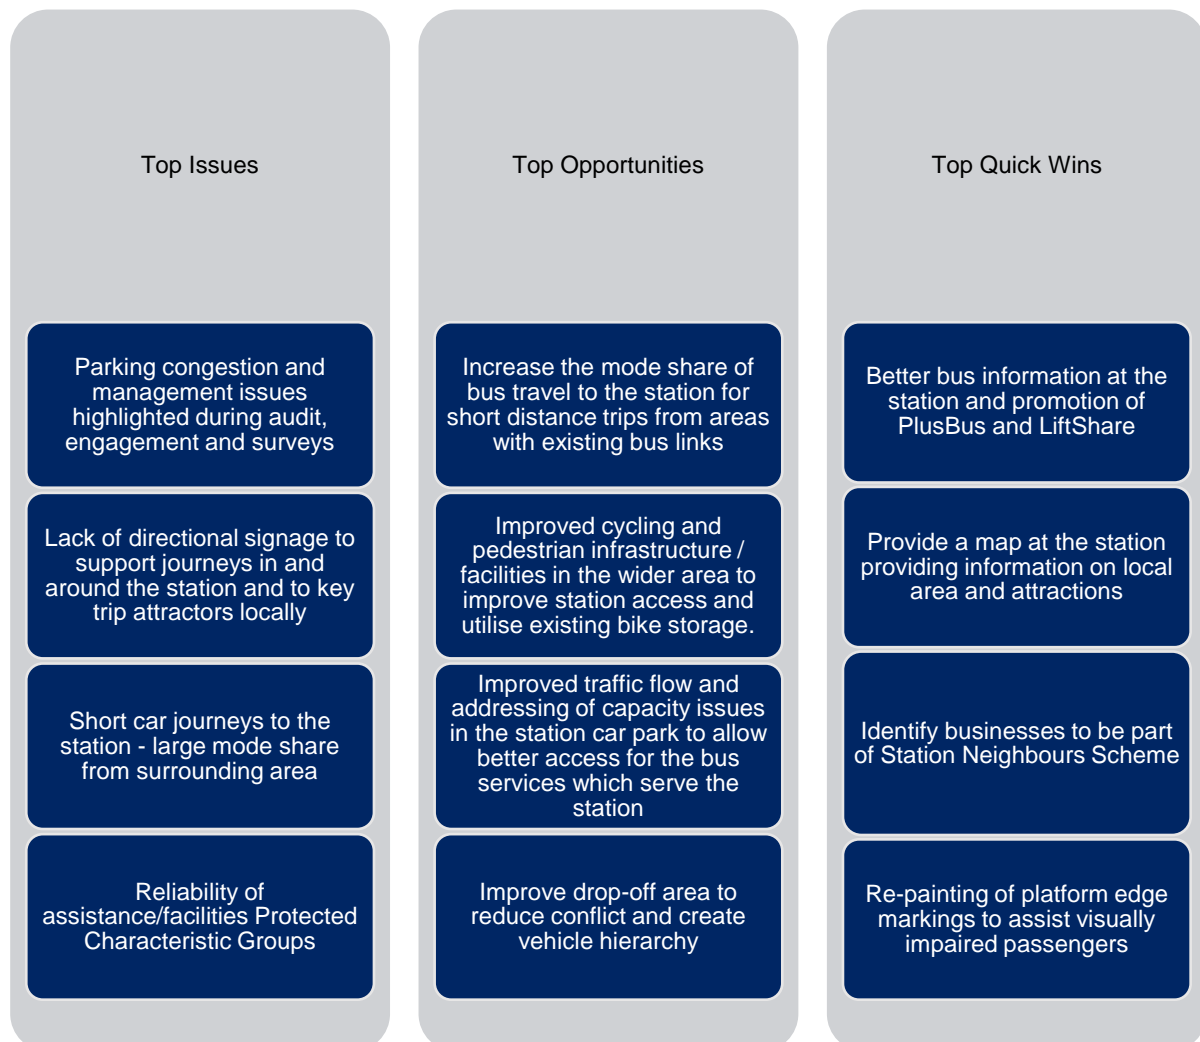 Top Issues
Parking congestion and
management issues
highlighted during audit,
engagement and surveys
Lack of directional signage to
support journeys in and
around the station and to key
trip attractors locally
Short car journeys to the
station - large mode share
from surrounding area
Reliability of
assistance/facilities Protected
Characteristic Groups
Top Opportunities
Increase the mode share of
bus travel to the station for
short distance trips from areas
with existing bus links
Improved cycling and
pedestrian infrastructure /
facilities in the wider area to
improve station access and
utilise existing bike storage.
Improved traffic flow and
addressing of capacity issues
in the station car park to allow
better access for the bus
services which serve the
station
Improve drop-off area to
reduce conflict and create
vehicle hierarchy
Top Quick Wins
Better bus information at the
station and promotion of
PlusBus and LiftShare
Provide a map at the station
providing information on local
area and attractions
Identify businesses to be part
of Station Neighbours Scheme
Re-painting of platform edge
markings to assist visually
impaired passengers